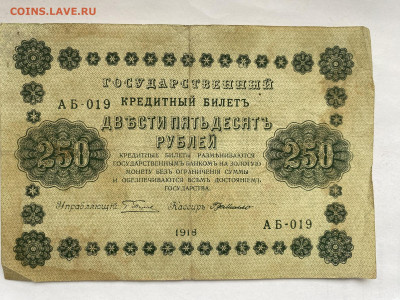 COINS.LAVE.RU
ГОСУДАРСТВЕННЫЙ
АБ-019 КРЕДИТНЫЙ БИЛЕТЪ
ДВѢСТИ ПЯТЬДЕСЯТЪ
250 РУБЛЕЙ 250
КРЕДИТНЫЕ БИЛЕТЫ РАЗМѢНИВАЮТСЯ
ГОСУДАРСТВЕННЫМЪ БАНКОМЪ НА ЗОЛОТУЮ
МОНЕТУ БЕЗЪ ОГРАНИЧЕНІЯ СУММЫ
И ОБЕЗПЕЧИВАЮТСЯ ВСѢМЪ ДОСТОЯНІЕМЪ
ГОСУДАРСТВА.
Управляющій Кассиръ
АБ-019
1918